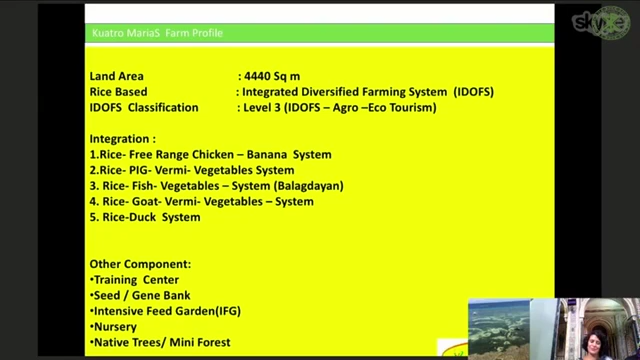 skype
Kuatro MariaS Farm Profile
Land Area : 4440 Sq m
Rice Based : Integrated Diversified Farming System (IDOFS)
IDOFS Classification : Level 3 (IDOFS – Agro –Eco Tourism)
Integration :
1.Rice- Free Range Chicken – Banana System
2.Rice- PIG- Vermi- Vegetables System
3. Rice- Fish- Vegetables – System (Balagdayan)
4. Rice- Goat- Vermi- Vegetables – System
5. Rice-Duck System
Other Component:
•Training Center
•Seed / Gene Bank
•Intensive Feed Garden(IFG)
•Nursery
•Native Trees/ Mini Forest